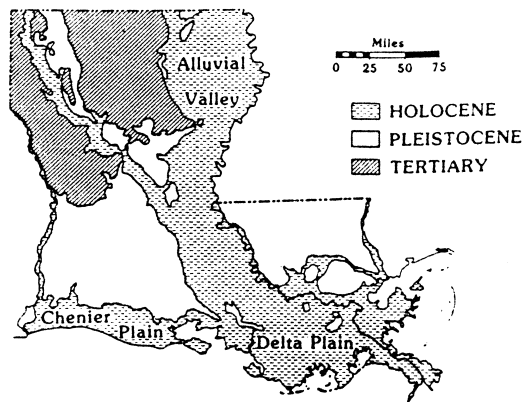 Alluvial
Valley
Miles
0 25 50 75
HOLOCENE
PLEISTOCENE
TERTIARY
Chenier
Plain
Delta Plain